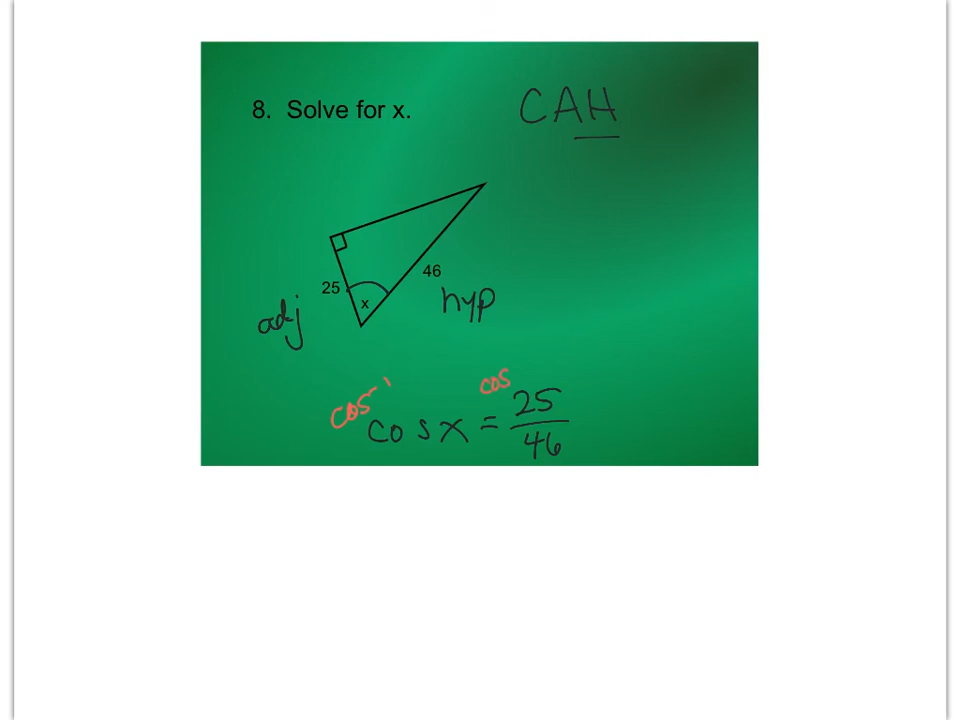 8. Solve for x.
CAH
46
25
x
hyp
adj
cos⁻¹ cos x = cos 25/46